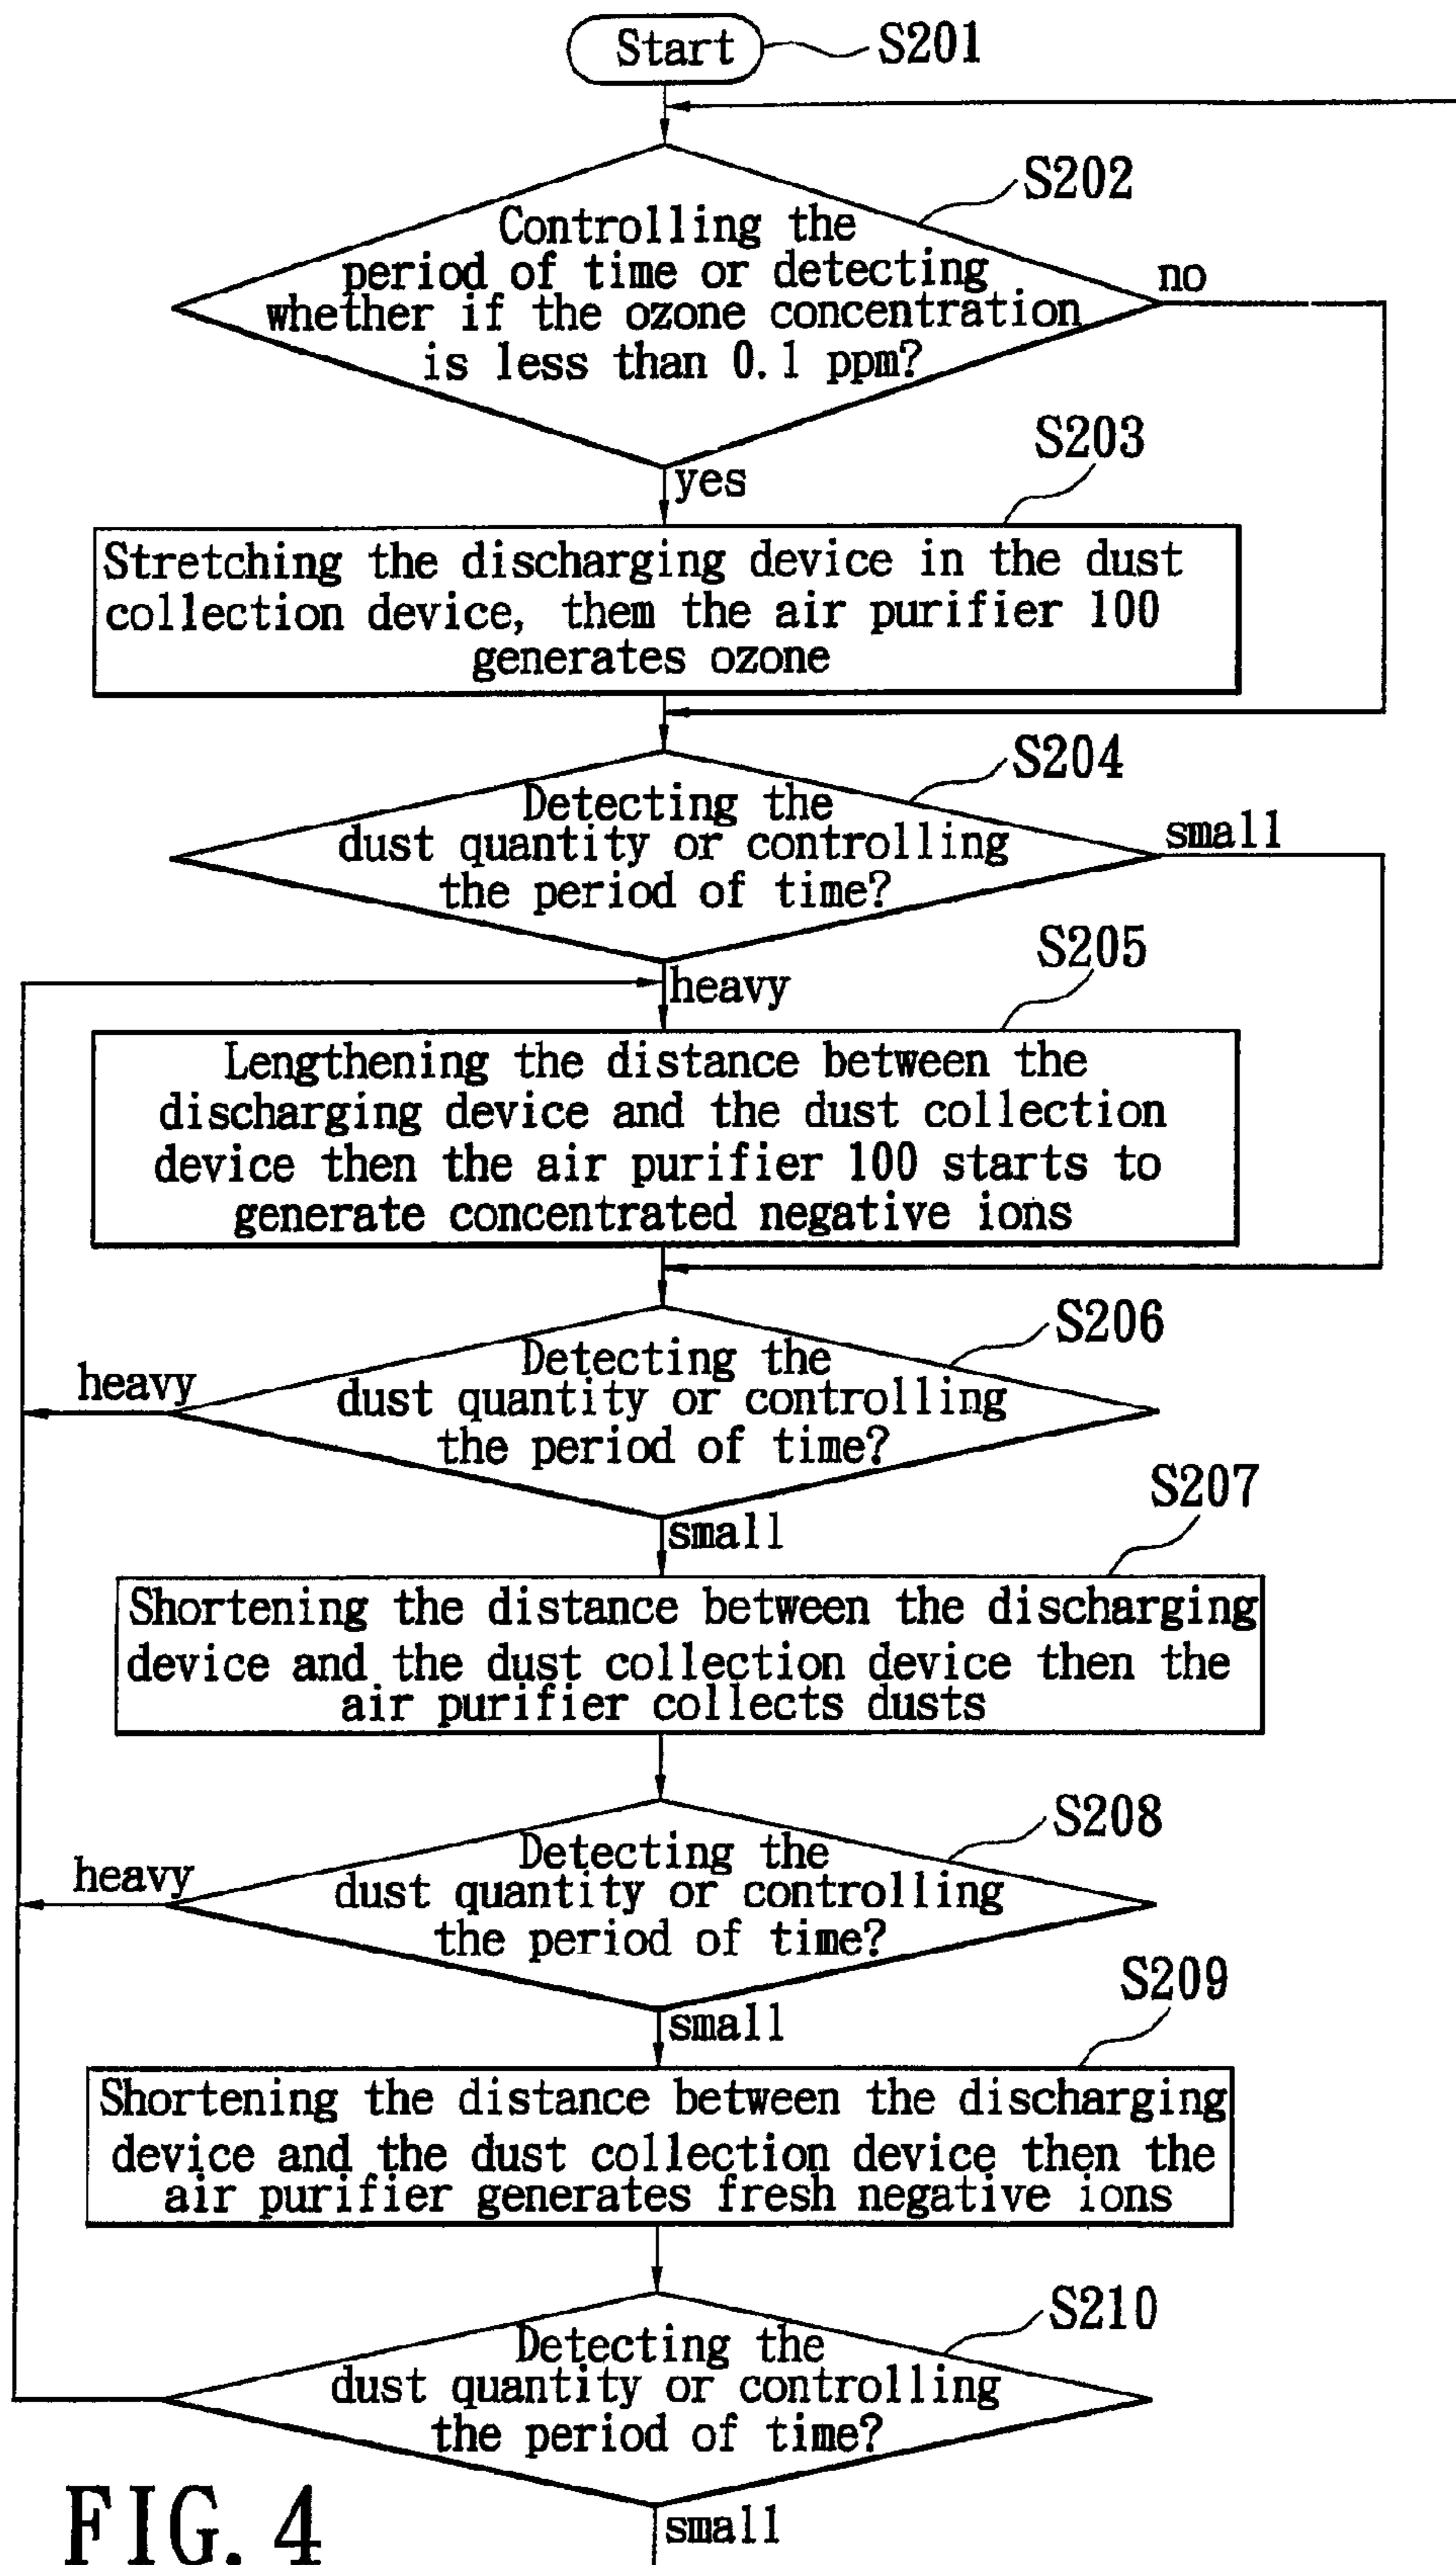 Start
S201
S202
Controlling the
period of time or detecting
whether if the ozone concentration
is less than 0.1 ppm?
no
yes
S203
Stretching the discharging device in the dust
collection device, them the air purifier 100
generates ozone
S204
Detecting the
dust quantity or controlling
the period of time?
small
heavy
S205
Lengthening the distance between the
discharging device and the dust collection
device then the air purifier 100 starts to
generate concentrated negative ions
S206
Detecting the
dust quantity or controlling
the period of time?
heavy
small
S207
Shortening the distance between the discharging
device and the dust collection device then the
air purifier collects dusts
S208
Detecting the
dust quantity or controlling
the period of time?
heavy
small
S209
Shortening the distance between the discharging
device and the dust collection device then the
air purifier generates fresh negative ions
S210
Detecting the
dust quantity or controlling
the period of time?
small
FIG. 4